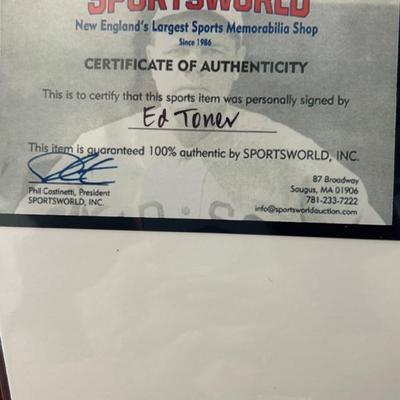 SPORTSWORLD
New England's Largest Sports Memorabilia Shop
Since 1986
CERTIFICATE OF AUTHENTICITY
This is to certify that this sports item was personally signed by
Ed Toner
This item is guaranteed 100% authentic by SPORTSWORLD, INC.
Phil Castinetti, President
SPORTSWORLD, INC.
87 Broadway
Saugus, MA 01906
781-233-7222
info@sportsworldauction.com